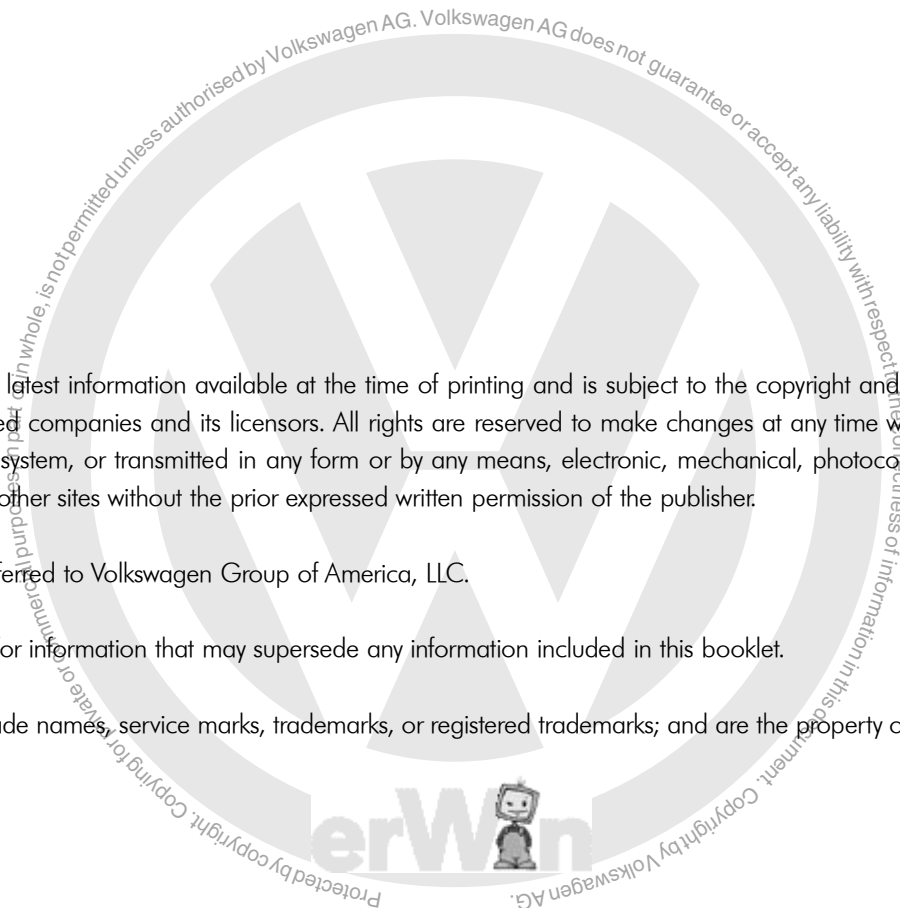 latest information available at the time of printing and is subject to the copyright and
ed companies and its licensors. All rights are reserved to make changes at any time w
system, or transmitted in any form or by any means, electronic, mechanical, photoco
other sites without the prior expressed written permission of the publisher.
ferred to Volkswagen Group of America, LLC.
or information that may supersede any information included in this booklet.
de names, service marks, trademarks, or registered trademarks; and are the property o
erWin
Protected by copyright. Copying for private or commercial purposes, in part or in whole, is not permitted unless authorised by Volkswagen AG. Volkswagen AG does not guarantee or accept any liability with respect to the correctness of information in this document. Copyright by Volkswagen AG.